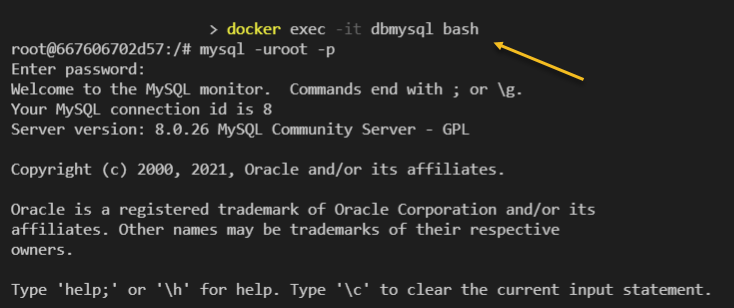 > docker exec -it dbmysql bash
root@667606702d57:/# mysql -uroot -p
Enter password:
Welcome to the MySQL monitor.  Commands end with ; or \g.
Your MySQL connection id is 8
Server version: 8.0.26 MySQL Community Server - GPL

Copyright (c) 2000, 2021, Oracle and/or its affiliates.

Oracle is a registered trademark of Oracle Corporation and/or its
affiliates. Other names may be trademarks of their respective
owners.

Type 'help;' or '\h' for help. Type '\c' to clear the current input statement.